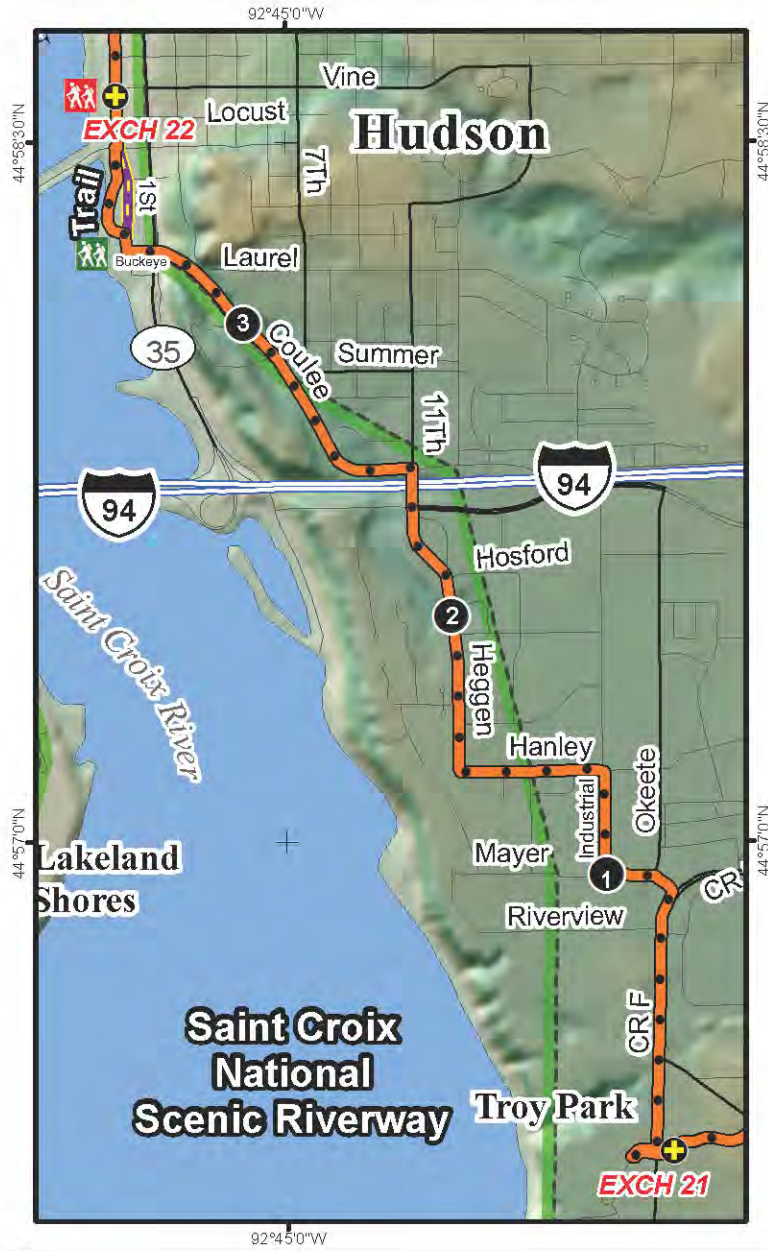 92°45'0"W
44°58'30"N
44°58'30"N
Vine
Locust
Hudson
EXCH 22
7Th
Trail
1St
Buckeye
Laurel
3
Coulee
35
Summer
11Th
94
94
Hosford
2
Saint Croix River
Heggen
Hanley
Okeete
Industrial
44°57'0"N
44°57'0"N
Mayer
Lakeland
Shores
1
CR
Riverview
CR F
Saint Croix
National
Scenic Riverway
Troy Park
EXCH 21
92°45'0"W